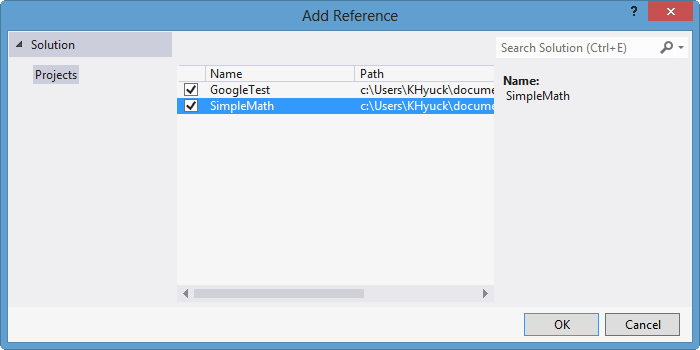 Add Reference
?
Solution
Search Solution (Ctrl+E)
Projects
Name Path
GoogleTest c:\Users\KHyuck\docume
SimpleMath c:\Users\KHyuck\docume
Name:
SimpleMath
OK Cancel